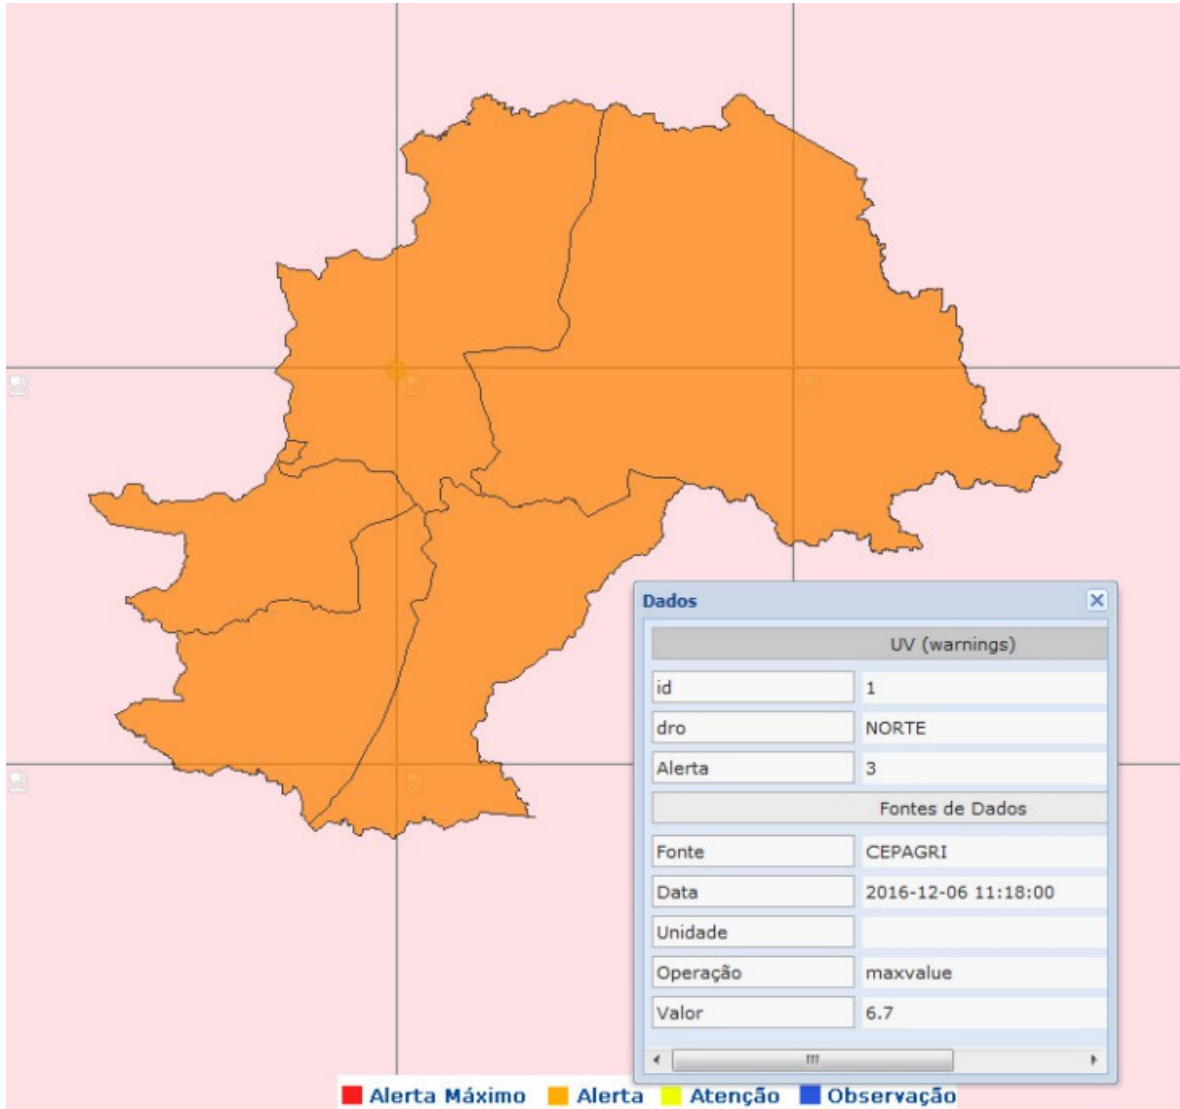 Dados
UV (warnings)
id 1
dro NORTE
Alerta 3
Fontes de Dados
Fonte CEPAGRI
Data 2016-12-06 11:18:00
Unidade
Operação maxvalue
Valor 6.7
Alerta Máximo Alerta Atenção Observação